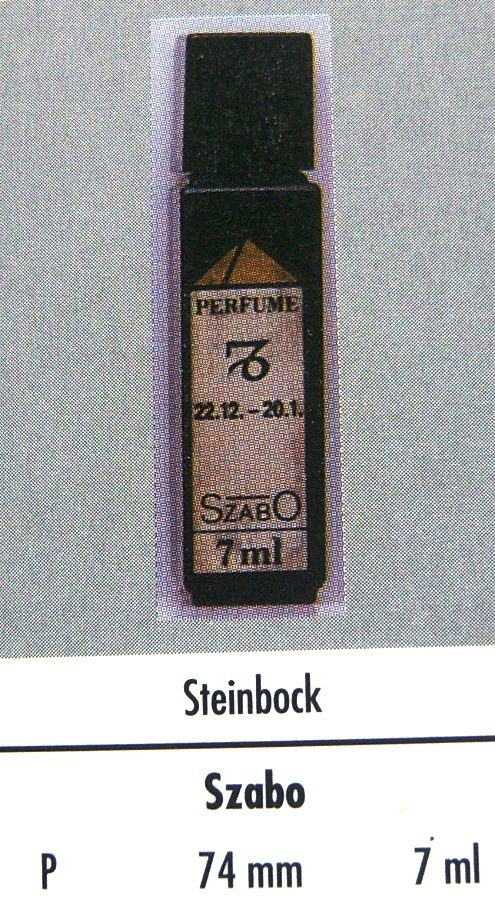 PERFUME
♑
22.12.-20.1.
SZABO
7 ml
Steinbock
Szabo
P 74 mm 7 ml